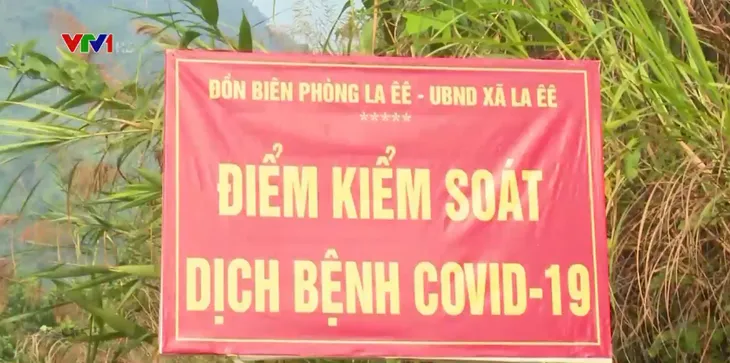 VTV1
ĐỒN BIÊN PHÒNG LA ÊÊ - UBND XÃ LA ÊÊ
*****
ĐIỂM KIỂM SOÁT
DỊCH BỆNH COVID-19